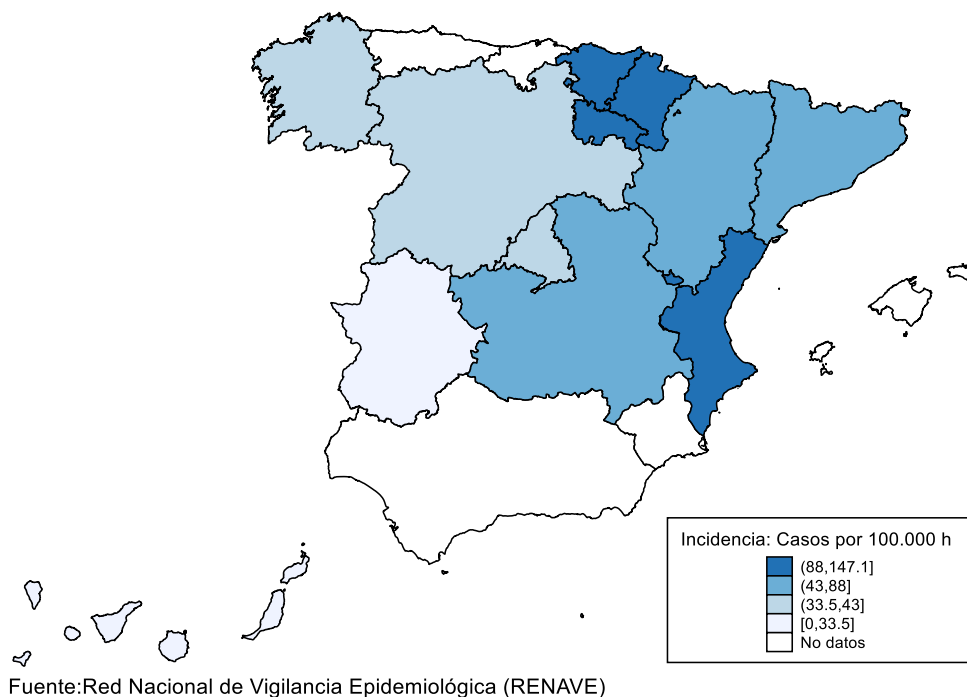 Incidencia: Casos por 100.000 h
(88,147.1]
(43,88]
(33.5,43]
[0,33.5]
No datos
Fuente:Red Nacional de Vigilancia Epidemiológica (RENAVE)